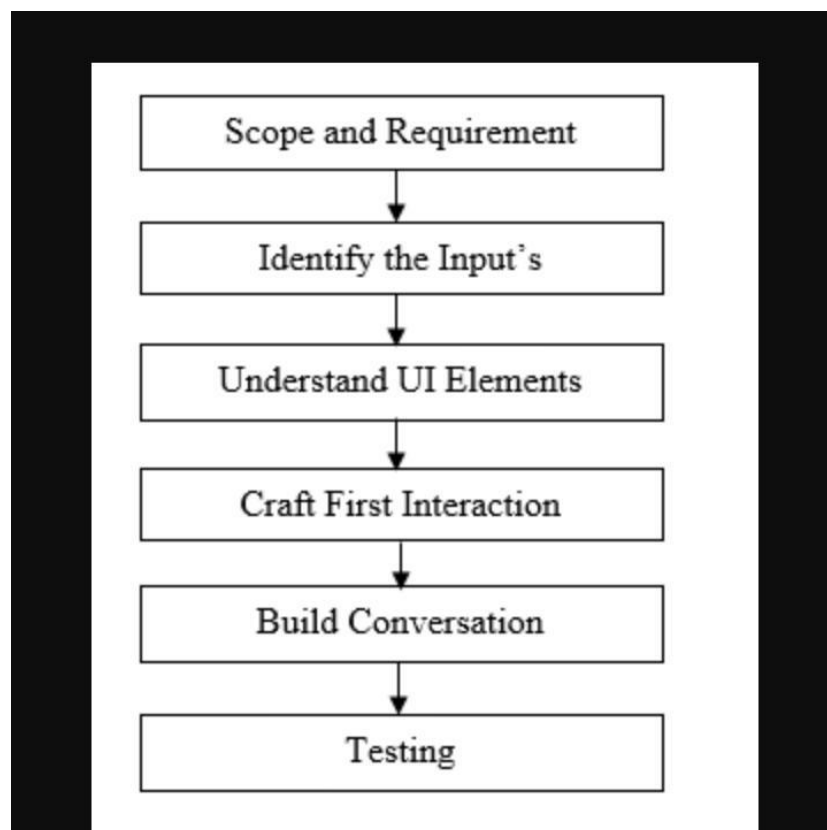 Scope and Requirement
Identify the Input's
Understand UI Elements
Craft First Interaction
Build Conversation
Testing